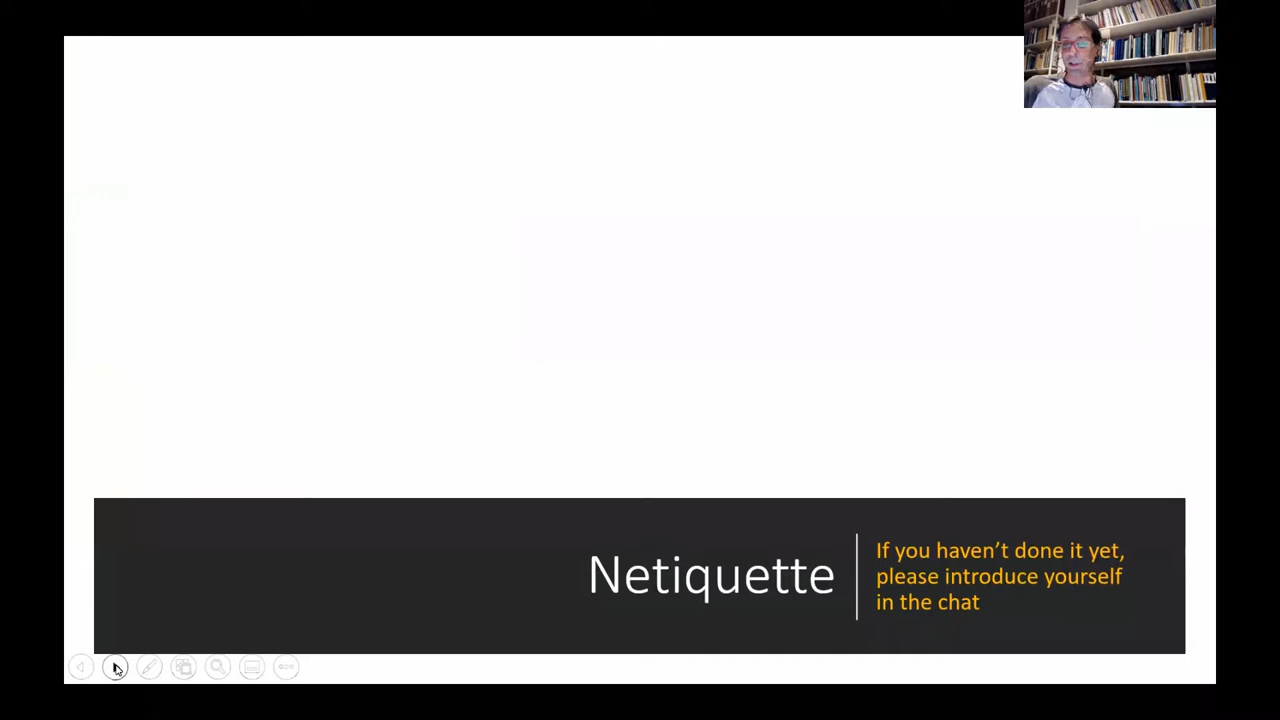 Netiquette
If you haven’t done it yet,
please introduce yourself
in the chat